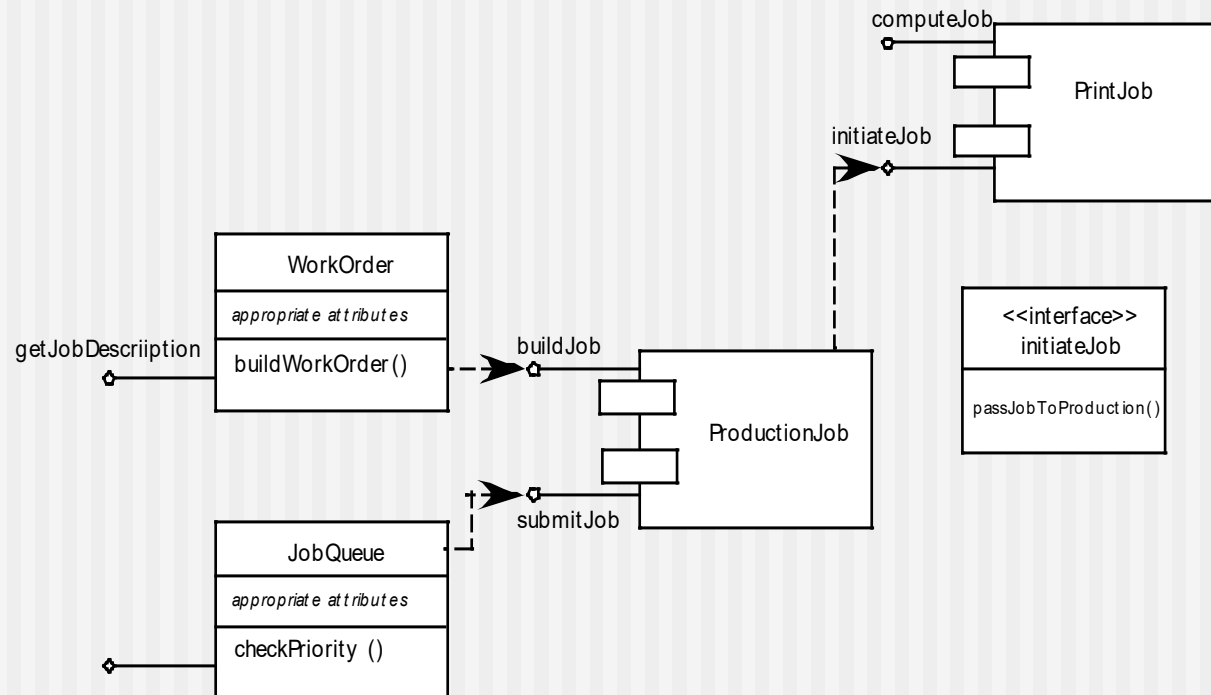 computeJob
PrintJob
initiateJob
WorkOrder
appropriate attributes
getJobDescriiption
buildWorkOrder()
buildJob
<<interface>>
initiateJob
passJobToProduction()
ProductionJob
submitJob
JobQueue
appropriate attributes
checkPriority ()